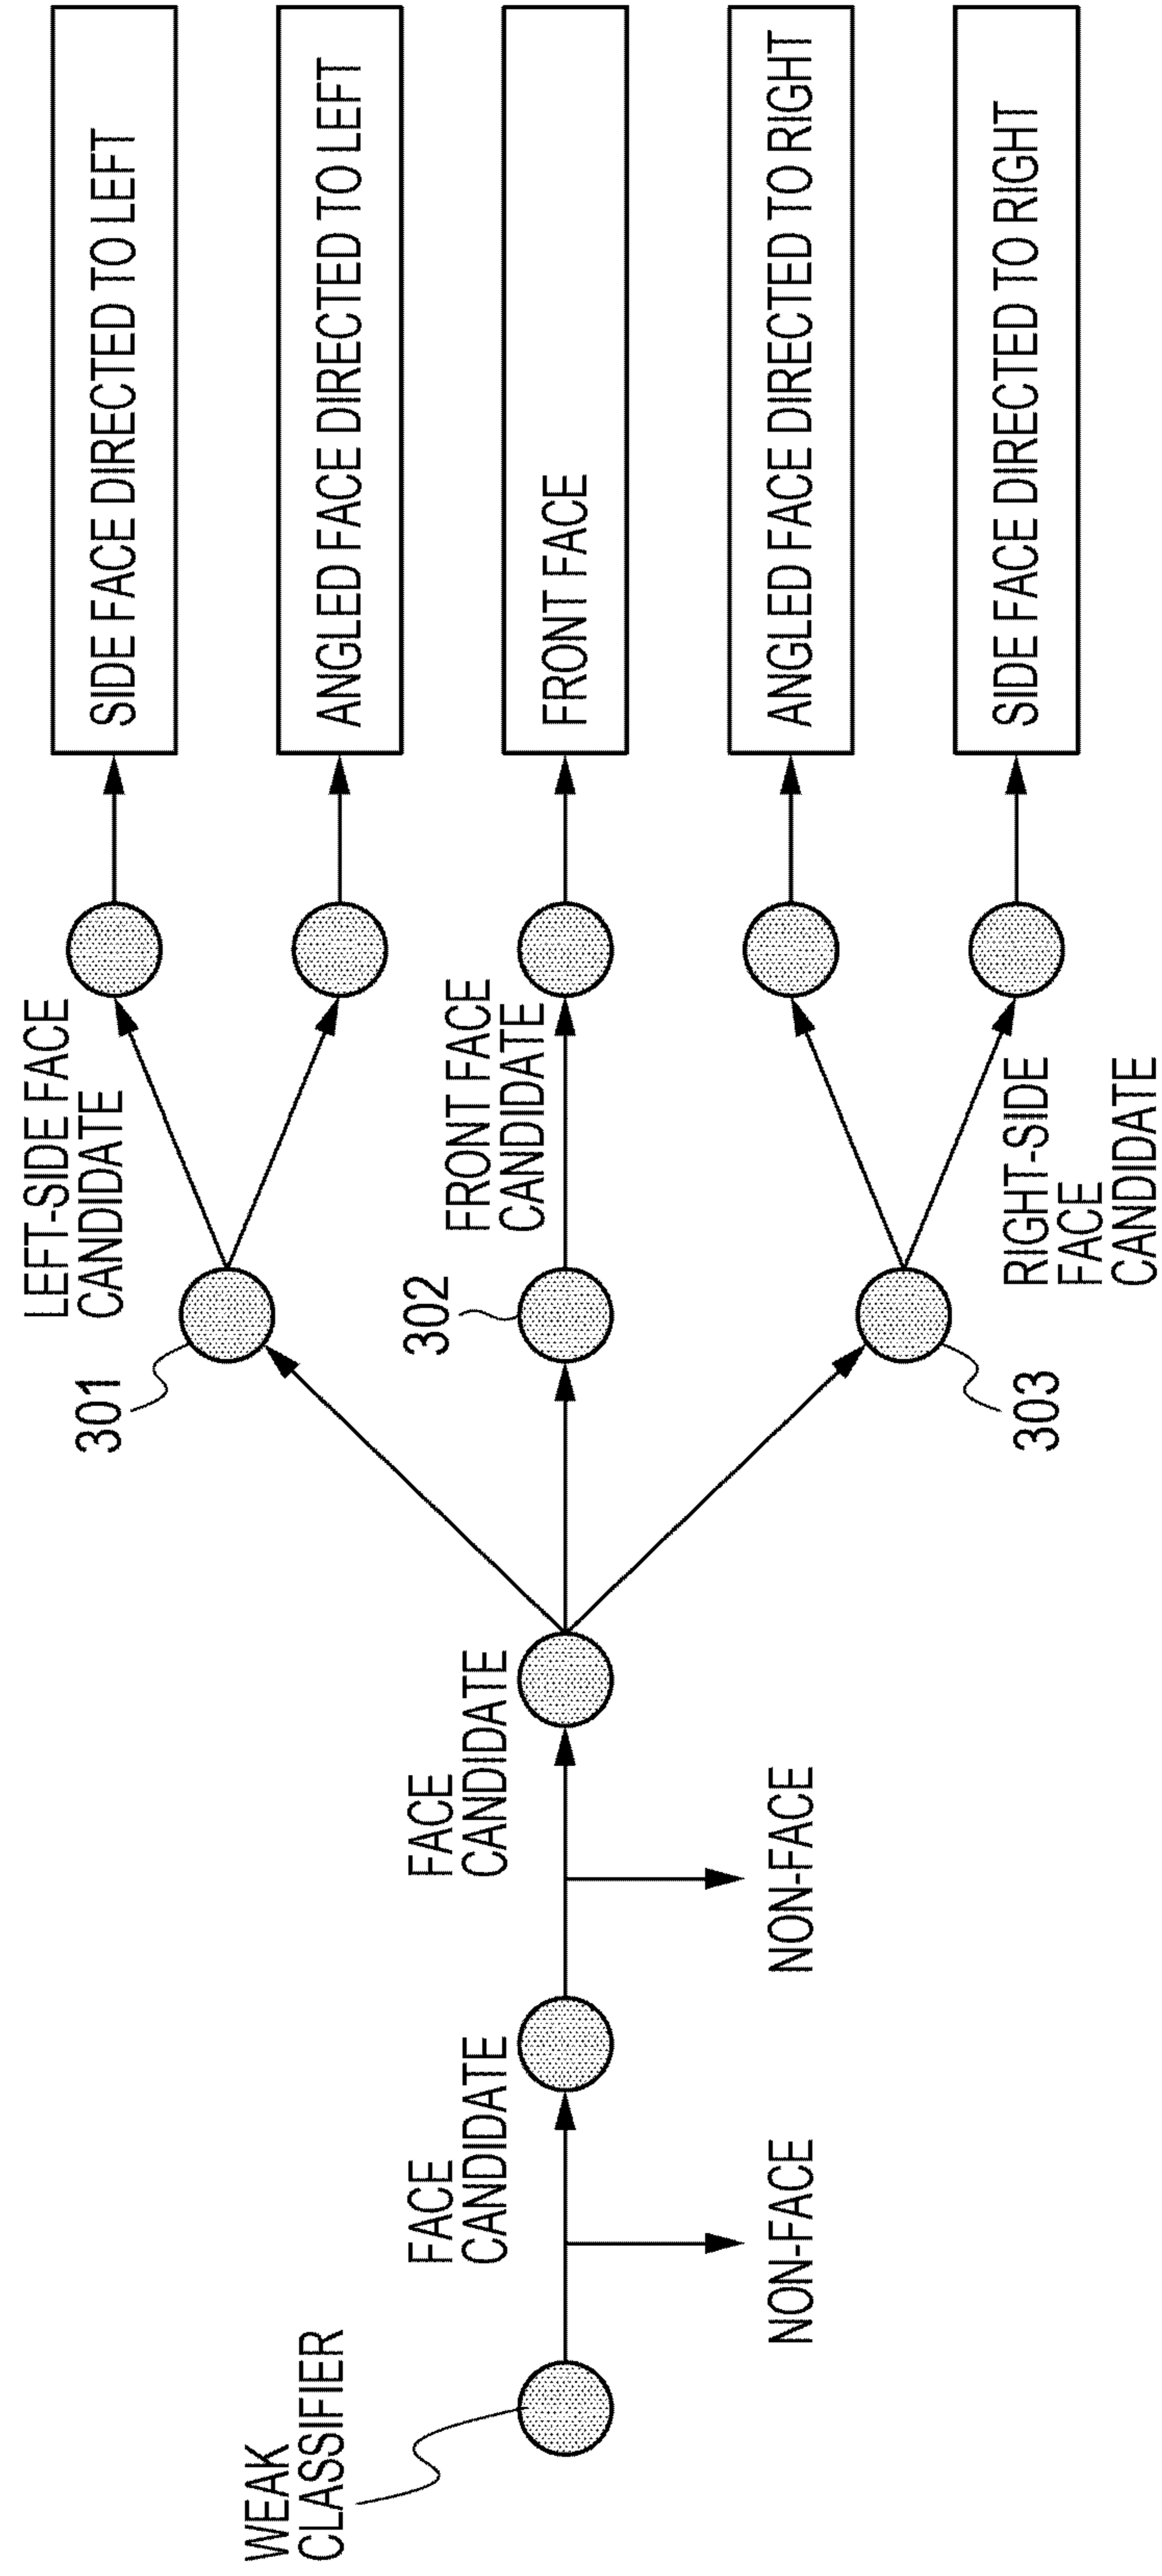 WEAK
CLASSIFIER
FACE
CANDIDATE
NON-FACE
FACE
CANDIDATE
NON-FACE
301
LEFT-SIDE FACE
CANDIDATE
302
FRONT FACE
CANDIDATE
303
RIGHT-SIDE
FACE
CANDIDATE
SIDE FACE DIRECTED TO LEFT
ANGLED FACE DIRECTED TO LEFT
FRONT FACE
ANGLED FACE DIRECTED TO RIGHT
SIDE FACE DIRECTED TO RIGHT